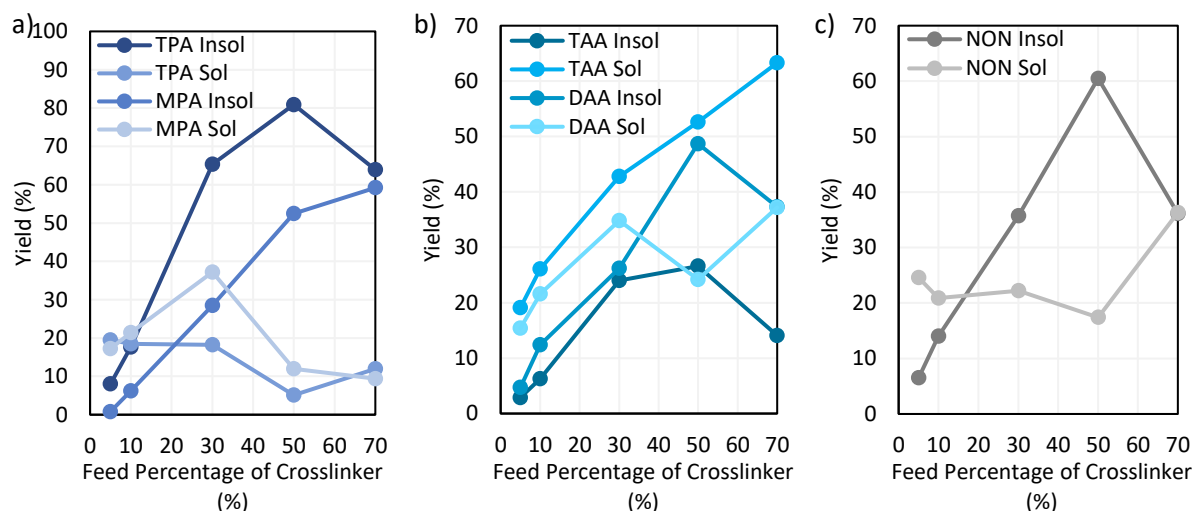 a)
TPA Insol
TPA Sol
MPA Insol
MPA Sol
Yield (%)
100
90
80
70
60
50
40
30
20
10
0
0 10 20 30 40 50 60 70
Feed Percentage of Crosslinker
(%)
b)
TAA Insol
TAA Sol
DAA Insol
DAA Sol
Yield (%)
70
60
50
40
30
20
10
0
0 10 20 30 40 50 60 70
Feed Percentage of Crosslinker
(%)
c)
NON Insol
NON Sol
Yield (%)
70
60
50
40
30
20
10
0
0 10 20 30 40 50 60 70
Feed Percentage of Crosslinker
(%)